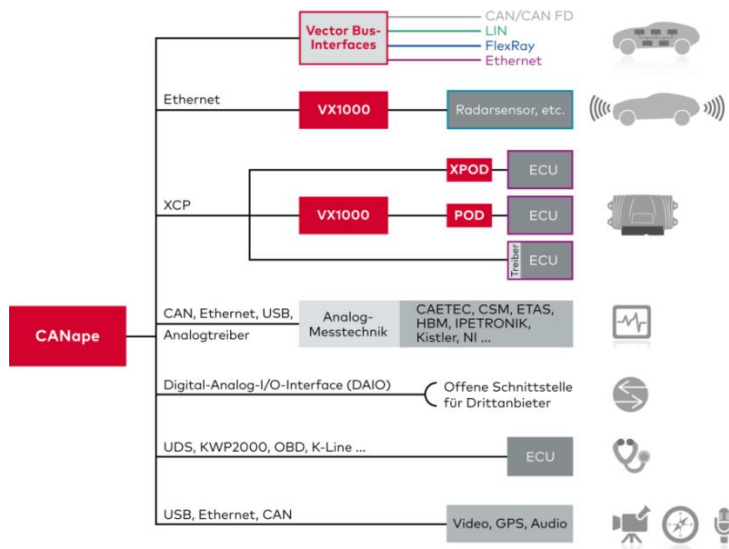 Vector Bus-
Interfaces
CAN/CAN FD
LIN
FlexRay
Ethernet
Ethernet
VX1000
Radarsensor, etc.
XPOD
ECU
XCP
VX1000
POD
ECU
Treiber
ECU
CANape
CAN, Ethernet, USB,
Analogtreiber
Analog-
Messtechnik
CAETEC, CSM, ETAS,
HBM, IPETRONIK,
Kistler, NI ...
Digital-Analog-I/O-Interface (DAIO)
Offene Schnittstelle
für Drittanbieter
UDS, KWP2000, OBD, K-Line ...
ECU
USB, Ethernet, CAN
Video, GPS, Audio